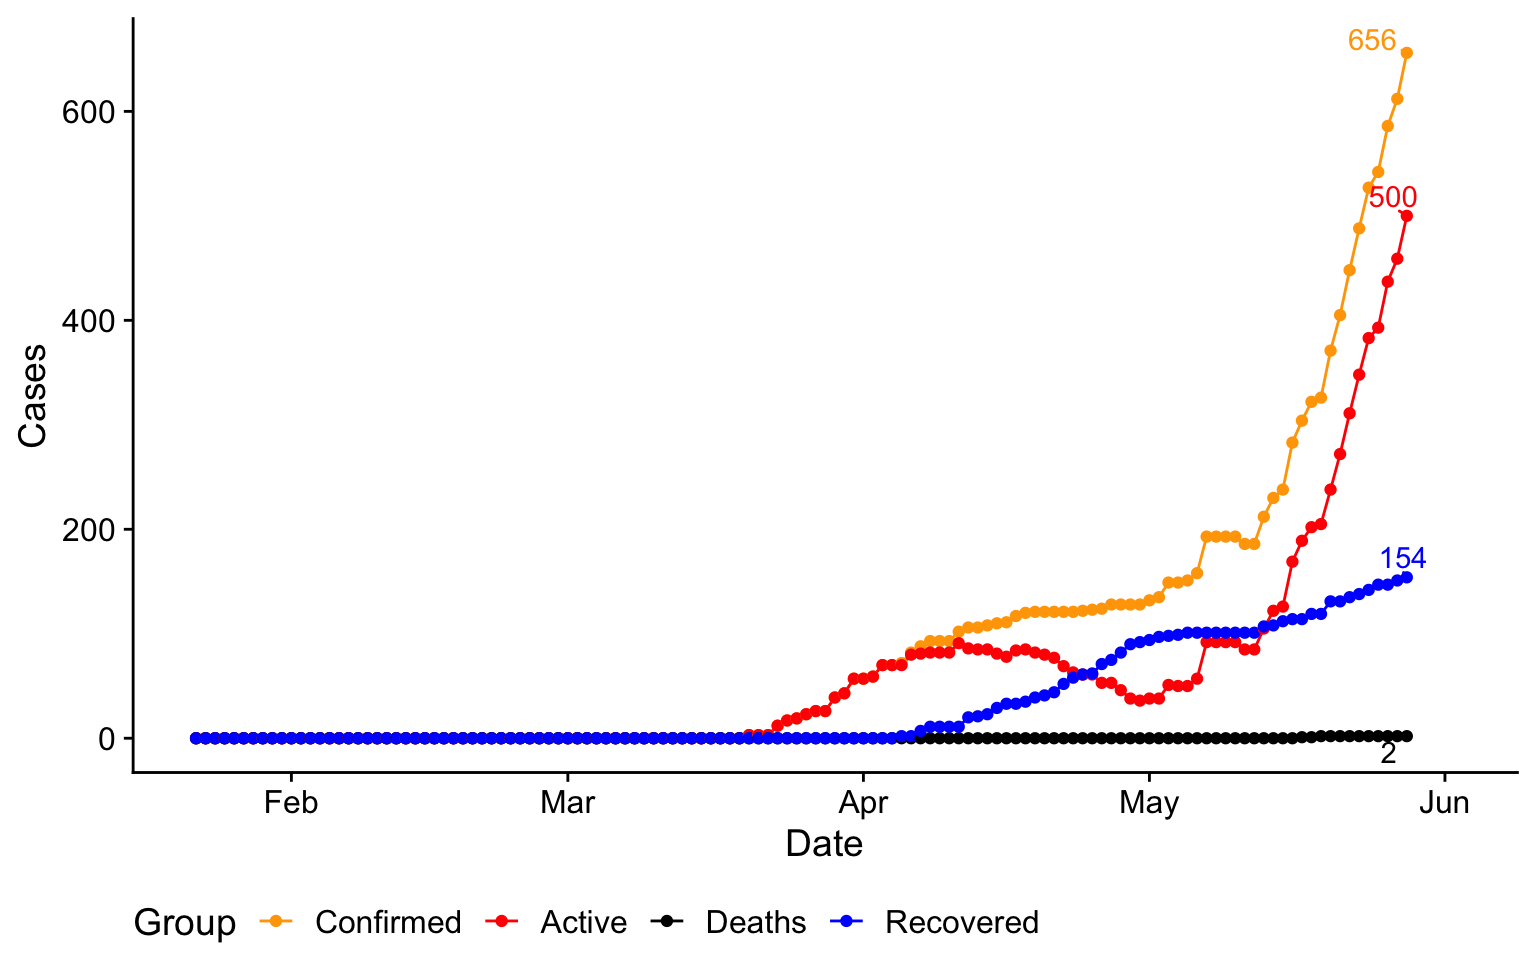 656
600
500
400
Cases
200
154
0
2
Feb Mar Apr May Jun
Date
Group Confirmed Active Deaths Recovered